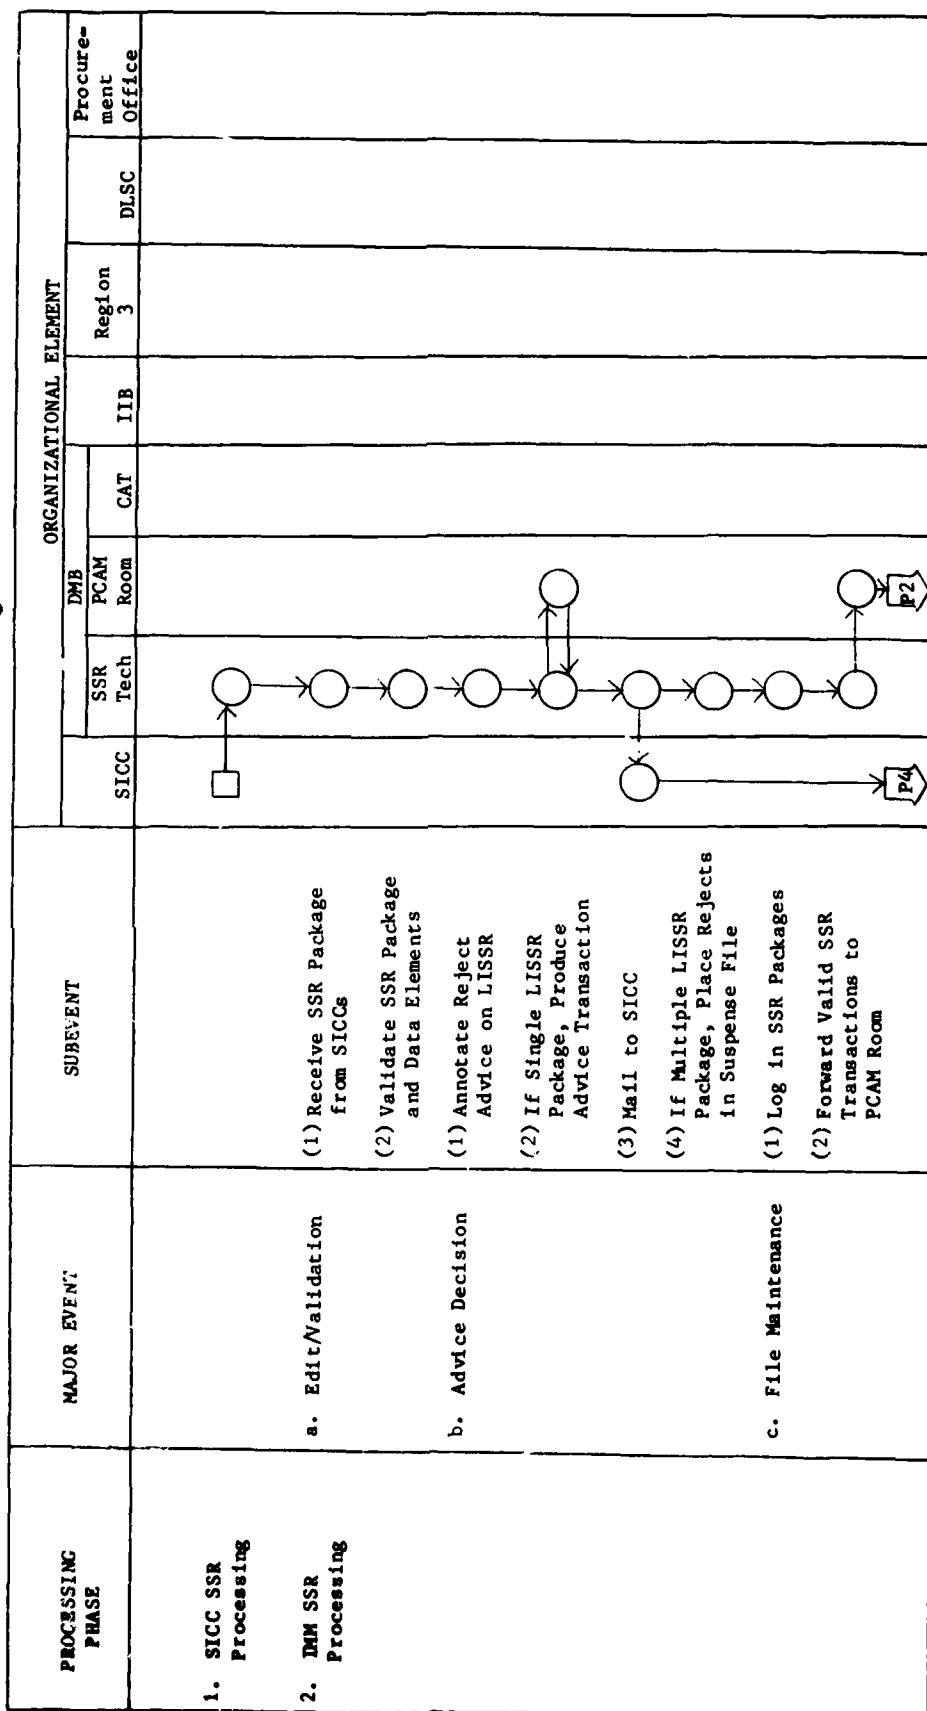 PROCESSING
PHASE
MAJOR EVENT
SUBEVENT
ORGANIZATIONAL ELEMENT
SICC
DMB
SSR
Tech
PCAM
Room
CAT
IIB
Region
3
DLSC
Procure-
ment
Office
1. SICC SSR
Processing
2. IMM SSR
Processing
a. Edit/Validation
(1) Receive SSR Package
from SICCs
(2) Validate SSR Package
and Data Elements
b. Advice Decision
(1) Annotate Reject
Advice on LISSR
(2) If Single LISSR
Package, Produce
Advice Transaction
(3) Mail to SICC
(4) If Multiple LISSR
Package, Place Rejects
in Suspense File
c. File Maintenance
(1) Log in SSR Packages
(2) Forward Valid SSR
Transactions to
PCAM Room
P4
P2